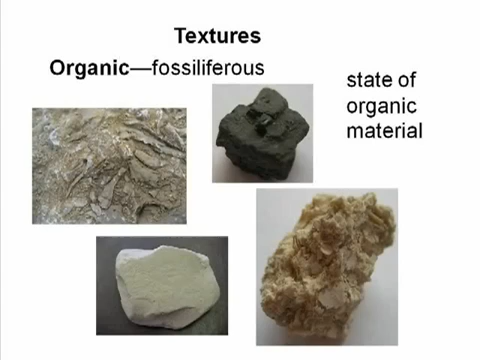 Textures
Organic—fossiliferous
state of
organic
material